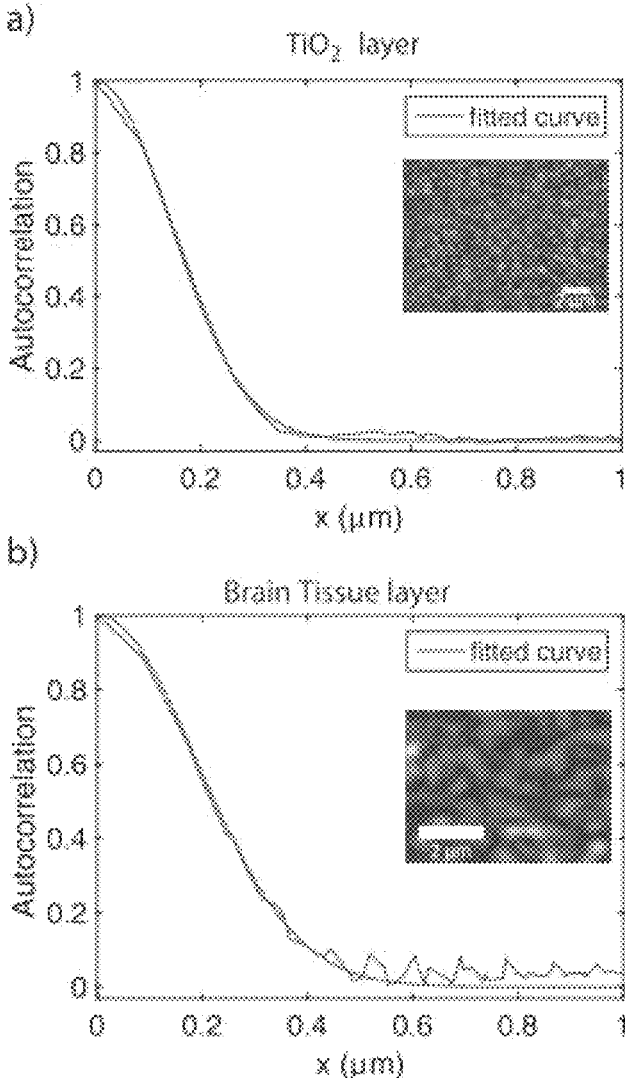 a)
TiO₂ layer
1
0.8
0.6
0.4
0.2
0
Autocorrelation
fitted curve
0 0.2 0.4 0.6 0.8 1
x (μm)
b)
Brain Tissue layer
1
0.8
0.6
0.4
0.2
0
Autocorrelation
fitted curve
0 0.2 0.4 0.6 0.8 1
x (μm)